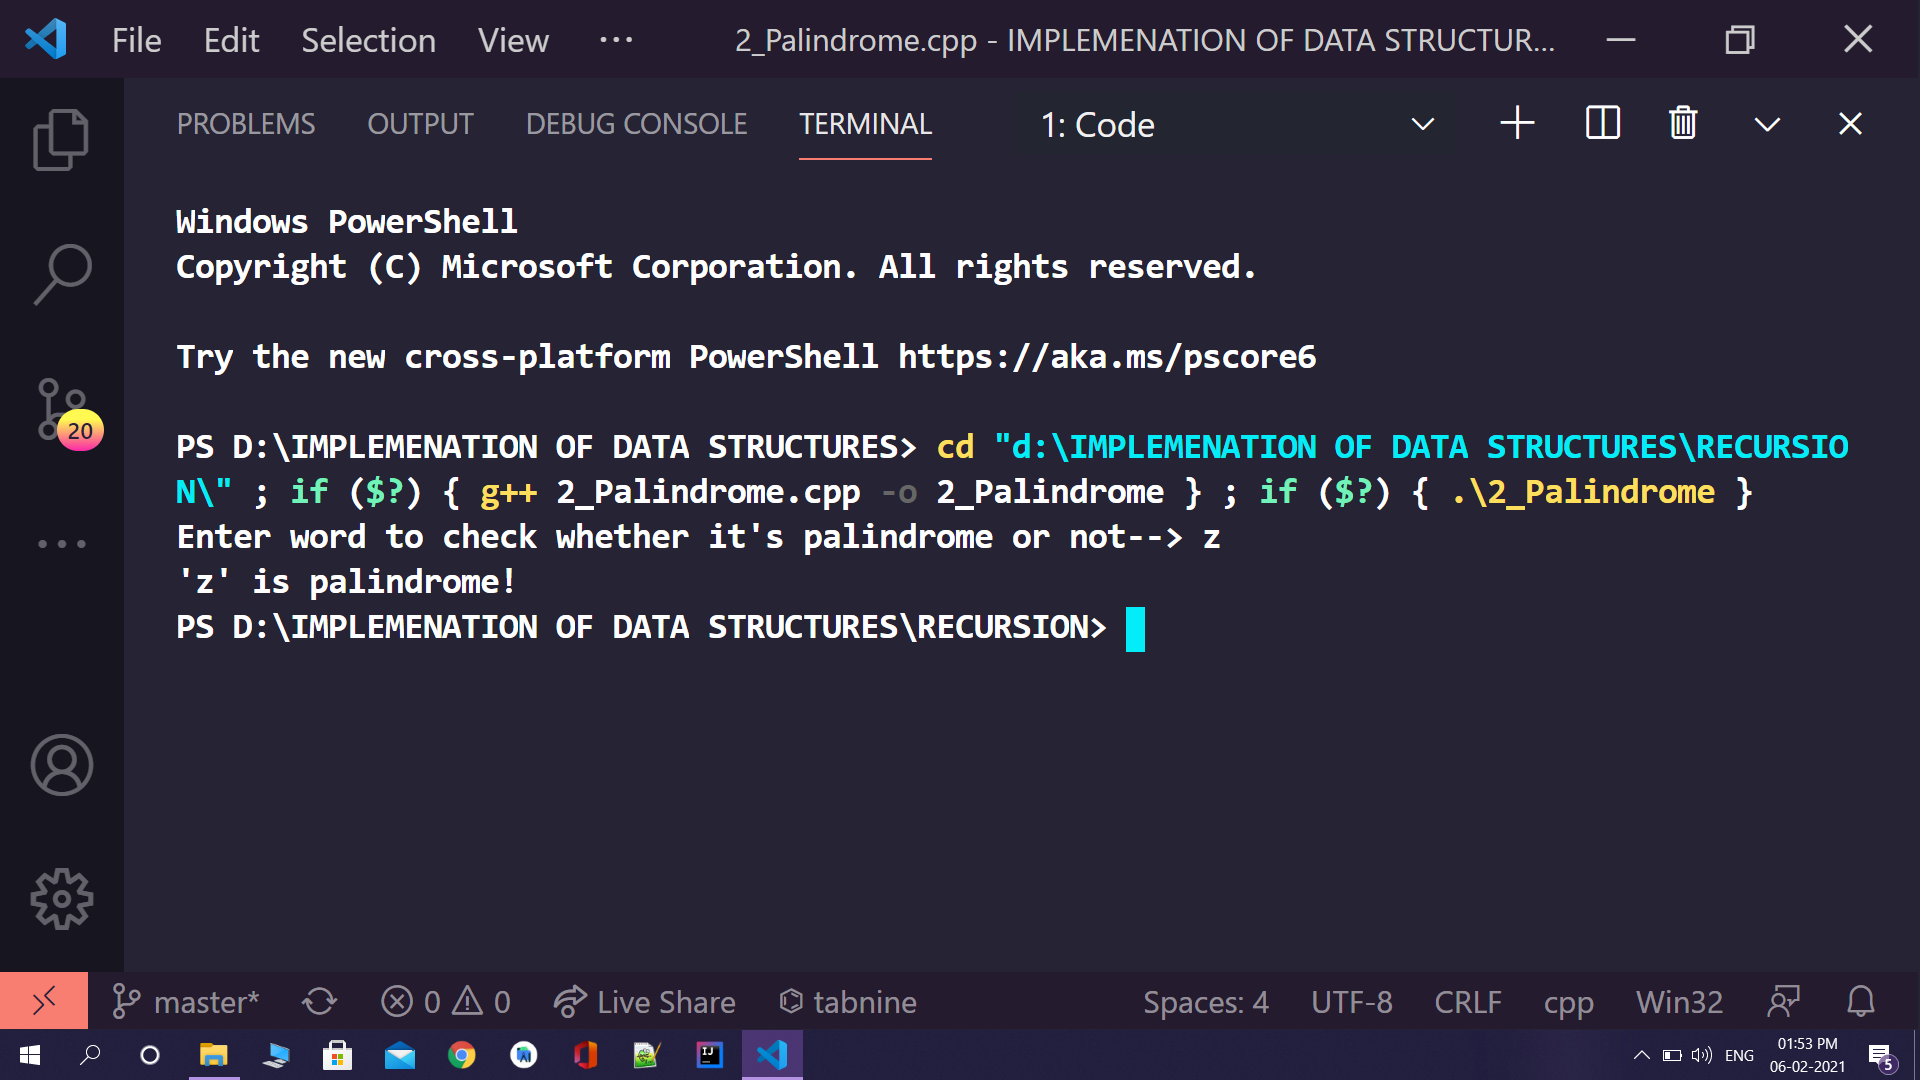 File Edit Selection View ... 2_Palindrome.cpp - IMPLEMENATION OF DATA STRUCTUR...
PROBLEMS OUTPUT DEBUG CONSOLE TERMINAL 1: Code
Windows PowerShell
Copyright (C) Microsoft Corporation. All rights reserved.
Try the new cross-platform PowerShell https://aka.ms/pscore6
PS D:\IMPLEMENATION OF DATA STRUCTURES> cd "d:\IMPLEMENATION OF DATA STRUCTURES\RECURSIO
N\" ; if ($?) { g++ 2_Palindrome.cpp -o 2_Palindrome } ; if ($?) { .\2_Palindrome }
Enter word to check whether it's palindrome or not--> z
'z' is palindrome!
PS D:\IMPLEMENATION OF DATA STRUCTURES\RECURSION>
20
master* 0 0 Live Share tabnine Spaces: 4 UTF-8 CRLF cpp Win32
IJ ENG 01:53 PM
06-02-2021 5